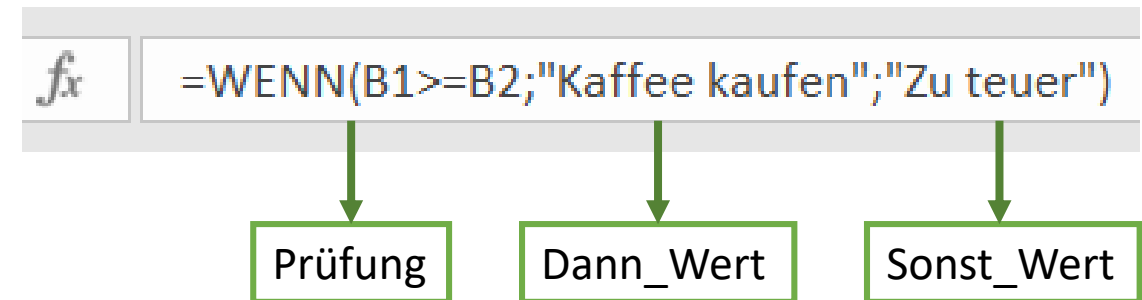 fx =WENN(B1>=B2;"Kaffee kaufen";"Zu teuer")
Prüfung Dann_Wert Sonst_Wert